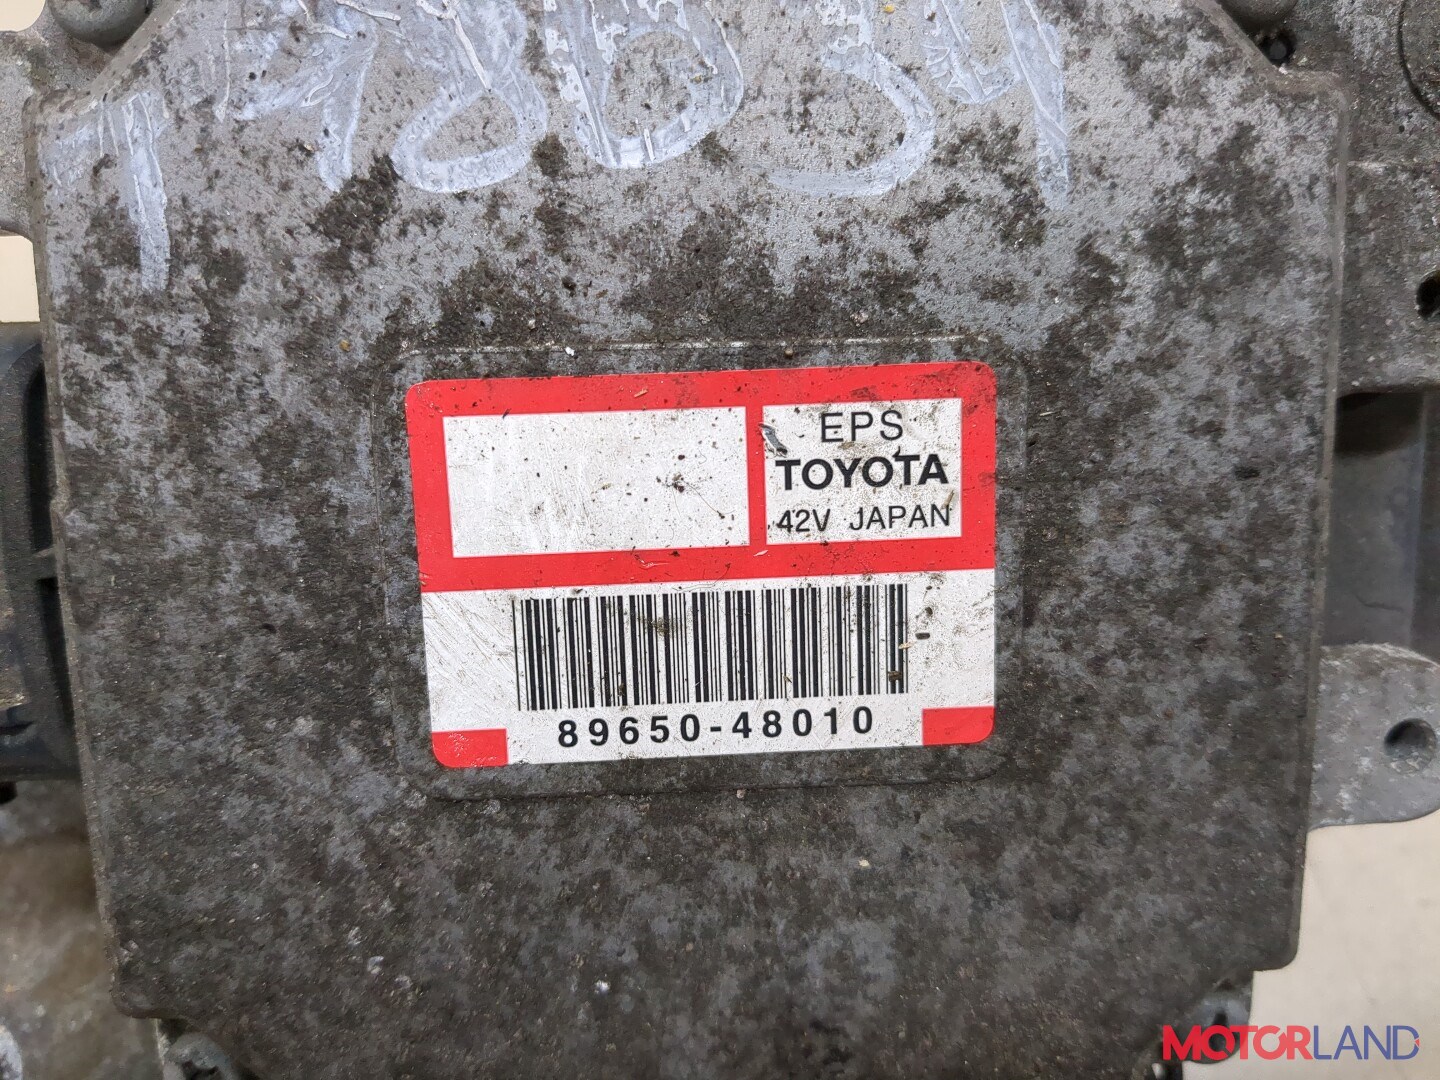 EPS
TOYOTA
42V JAPAN
89650-48010
MOTORLAND